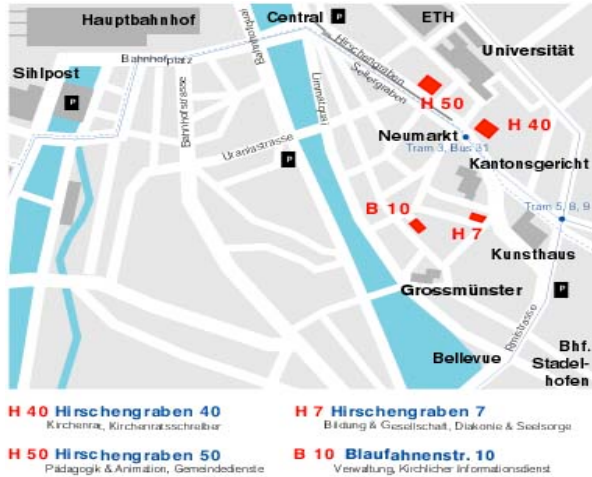 Hauptbahnhof
Central
P
ETH
Bahnhofquai
Universität
Hirschengraben
Seilergraben
Bahnhofplatz
Sihlpost
P
H 50
H 40
Limmatquai
Bahnhofstrasse
Neumarkt
Tram 3, Bus 31
Uraniastrasse
P
Kantonsgericht
B 10
H 7
Tram 5, 8, 9
Kunsthaus
Grossmünster
P
Rämistrasse
Bellevue
Bhf.
Stadel-
hofen
H 40 Hirschengraben 40
Kirchenrat, Kirchenratsschreiber
H 7 Hirschengraben 7
Bildung & Gesellschaft, Diakonie & Seelsorge
H 50 Hirschengraben 50
Pädagogik & Animation, Gemeindedienste
B 10 Blaufahnenstr. 10
Verwaltung, Kirchlicher Informationsdienst